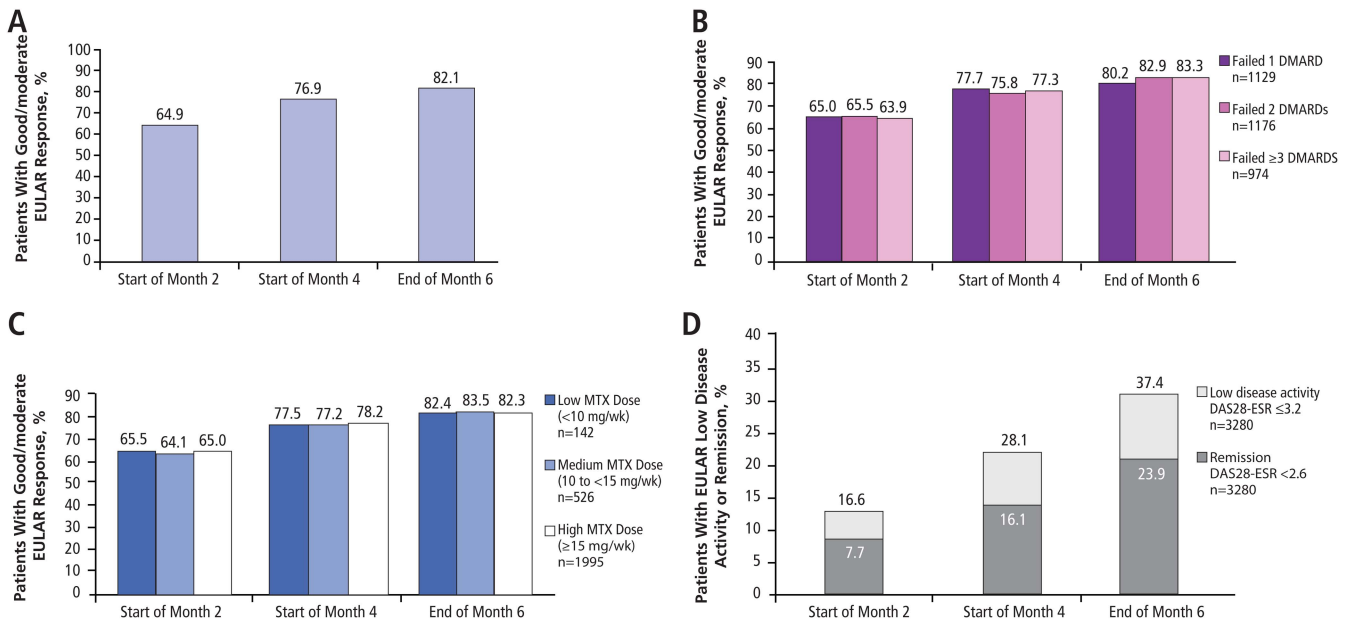 A
Patients With Good/moderate
EULAR Response, %
100
90
80
70
60
50
40
30
20
10
0
64.9
76.9
82.1
Start of Month 2
Start of Month 4
End of Month 6
B
Patients With Good/moderate
EULAR Response, %
90
80
70
60
50
40
30
20
10
0
65.0
65.5
63.9
77.7
75.8
77.3
80.2
82.9
83.3
Start of Month 2
Start of Month 4
End of Month 6
Failed 1 DMARD
n=1129
Failed 2 DMARDs
n=1176
Failed ≥3 DMARDS
n=974
C
Patients With Good/moderate
EULAR Response, %
90
80
70
60
50
40
30
20
10
0
65.5
64.1
65.0
77.5
77.2
78.2
82.4
83.5
82.3
Start of Month 2
Start of Month 4
End of Month 6
Low MTX Dose
(<10 mg/wk)
n=142
Medium MTX Dose
(10 to <15 mg/wk)
n=526
High MTX Dose
(≥15 mg/wk)
n=1995
D
Patients With EULAR Low Disease
Activity or Remission, %
40
35
30
25
20
15
10
5
0
16.6
7.7
28.1
16.1
37.4
23.9
Start of Month 2
Start of Month 4
End of Month 6
Low disease activity
DAS28-ESR ≤3.2
n=3280
Remission
DAS28-ESR <2.6
n=3280